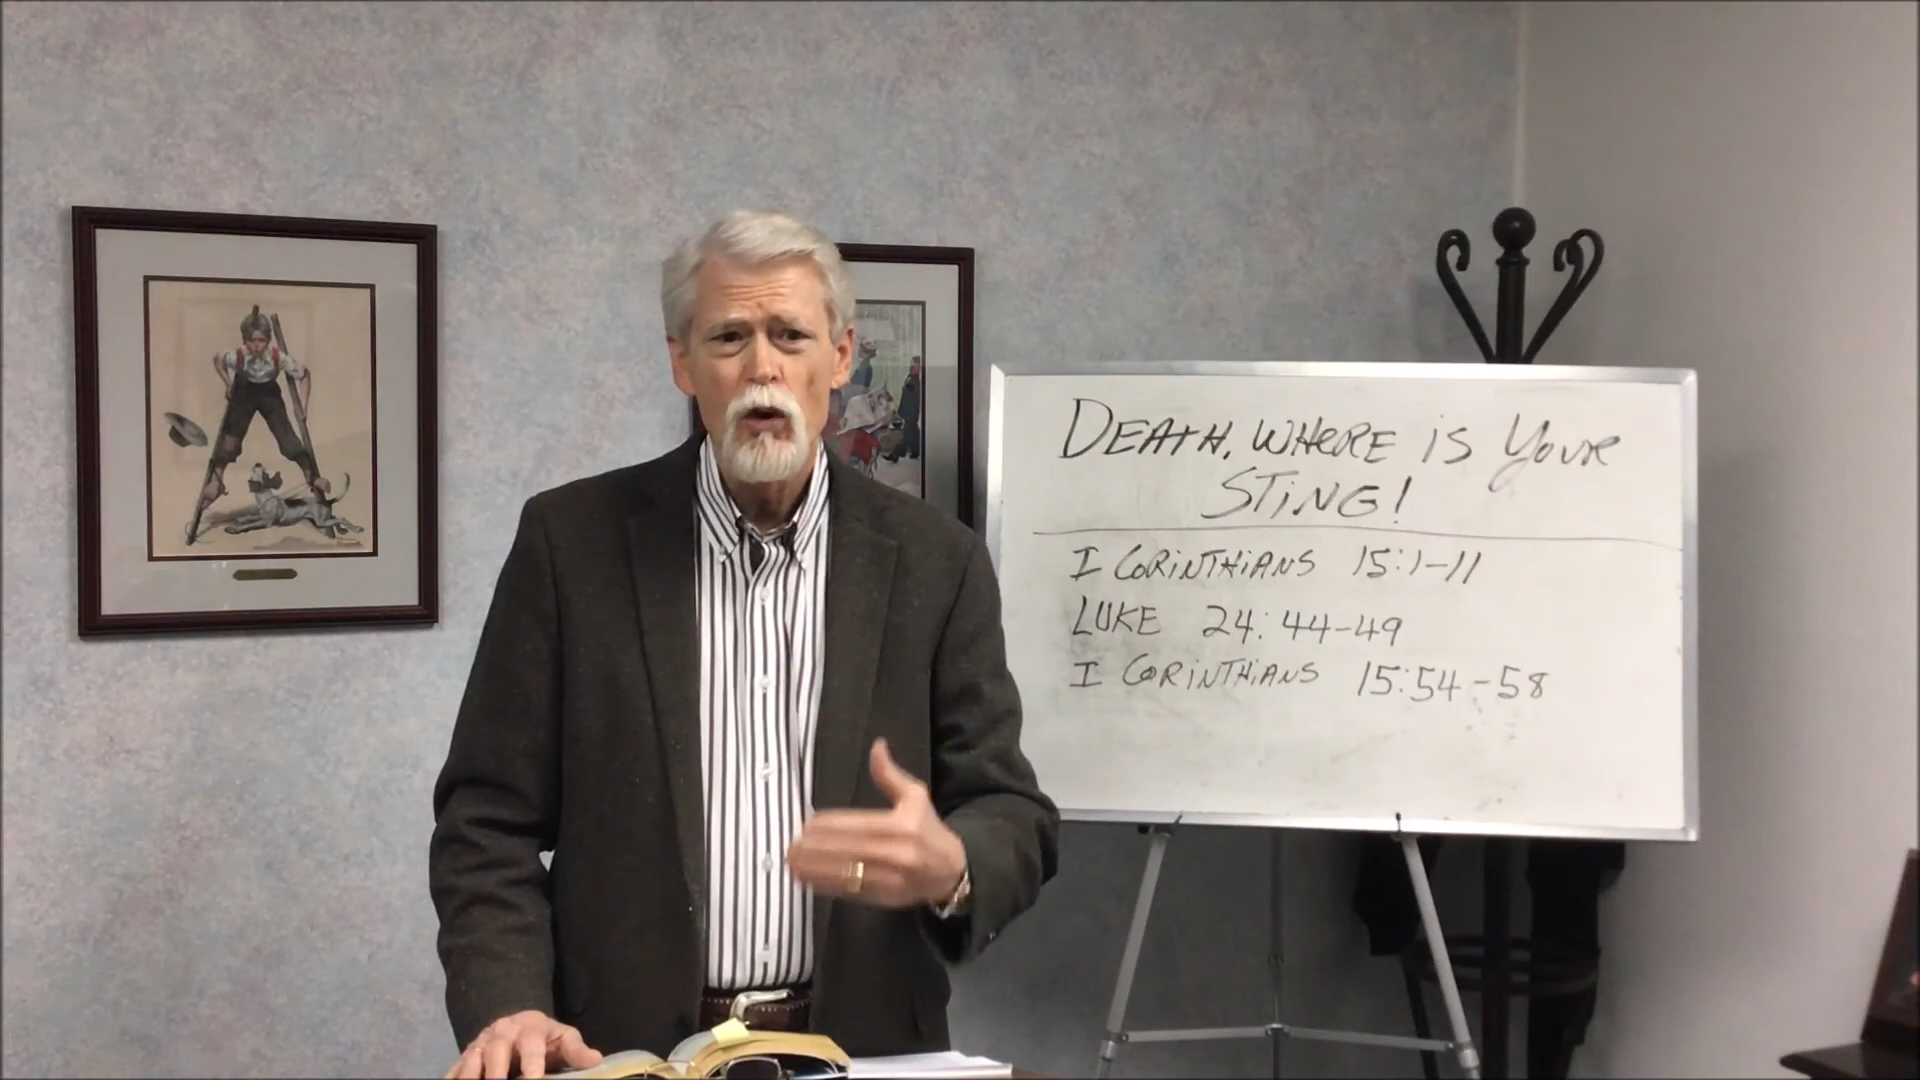 DEATH, WHERE IS YOUR
STING!
I CORINTHIANS 15:1-11
LUKE 24:44-49
I CORINTHIANS 15:54-58